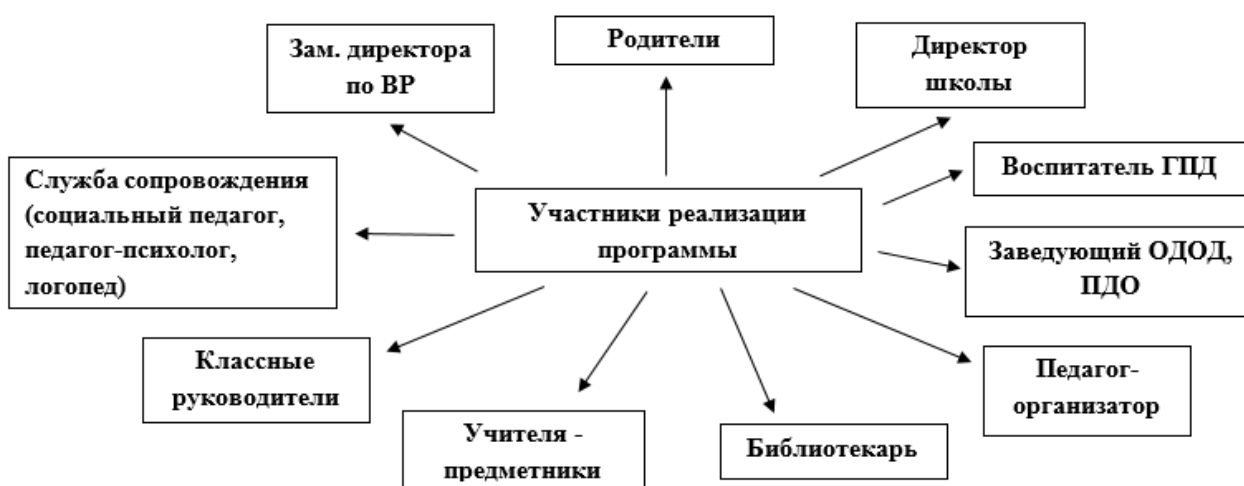 Родители
Зам. директора
по ВР
Директор
школы
Воспитатель ГПД
Служба сопровождения
(социальный педагог,
педагог-психолог,
логопед)
Участники реализации
программы
Заведующий ОДОД,
ПДО
Классные
руководители
Педагог-
организатор
Учителя -
предметники
Библиотекарь